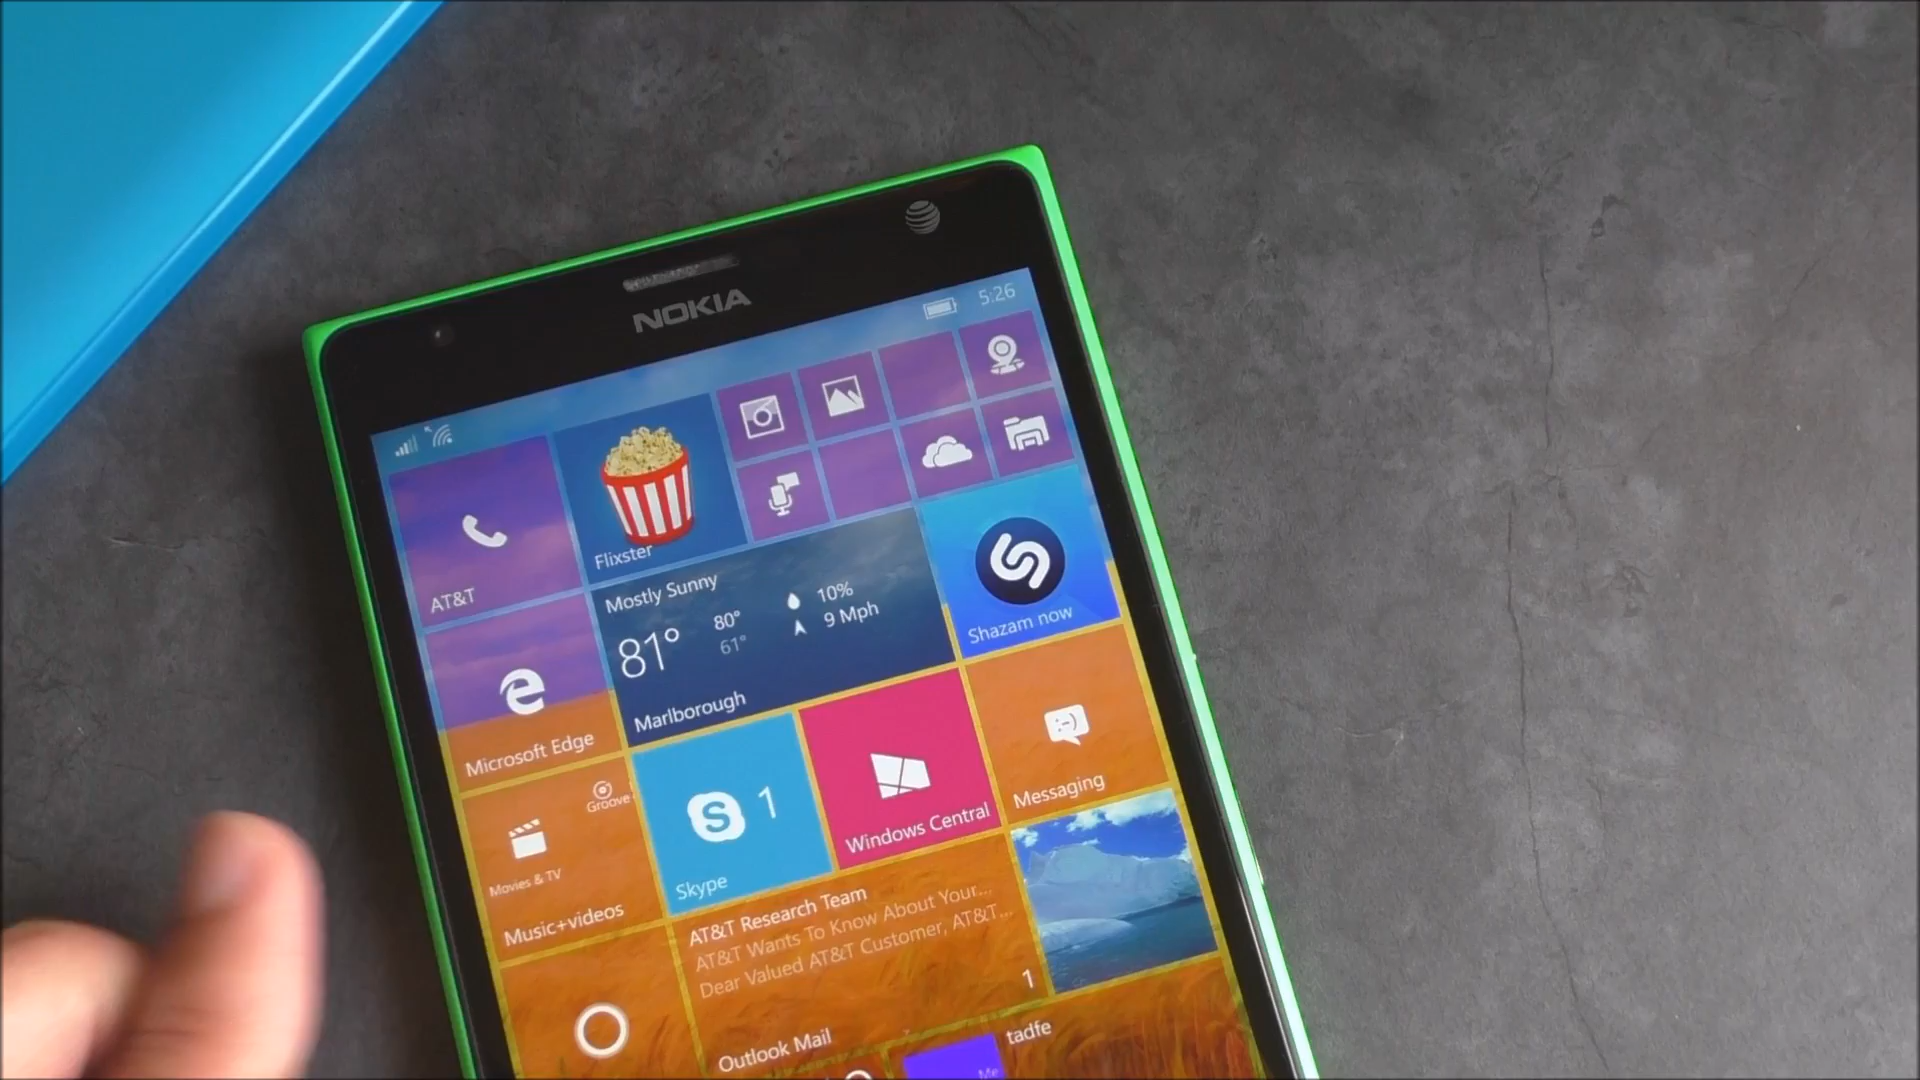 NOKIA
5:26
AT&T
Flixster
Mostly Sunny
81°
80°
61°
10%
9 Mph
Marlborough
Shazam now
Microsoft Edge
Groove
Movies & TV
Music+videos
1
Skype
Windows Central
Messaging
AT&T Research Team
AT&T Wants To Know About Your...
Dear Valued AT&T Customer, AT&T...
1
Outlook Mail
tadfe
Me